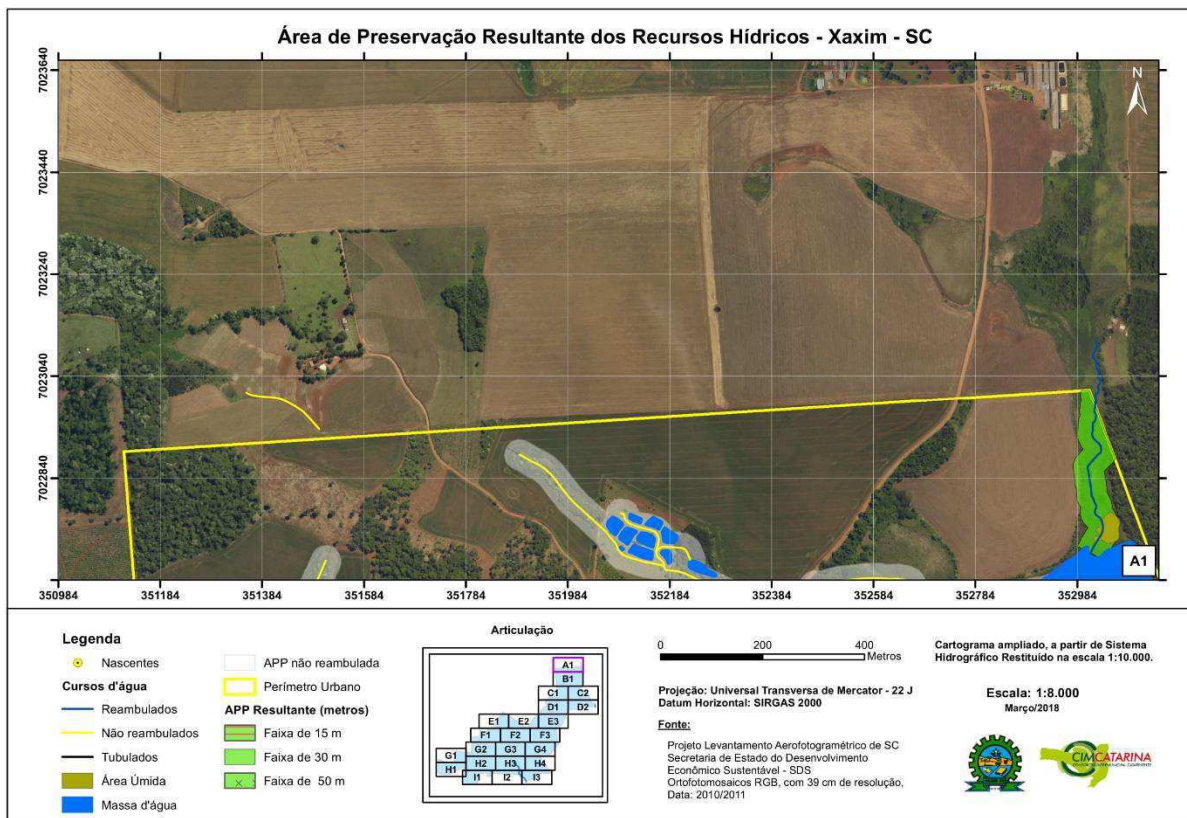 Área de Preservação Resultante dos Recursos Hídricos - Xaxim - SC
7023640
7023440
7023240
7023040
7022840
N
A1
350984 351184 351384 351584 351784 351984 352184 352384 352584 352784 352984
Legenda
Nascentes
Cursos d'água
Reambulados
Não reambulados
Tubulados
Área Úmida
Massa d'água
APP não reambulada
Perímetro Urbano
APP Resultante (metros)
Faixa de 15 m
Faixa de 30 m
Faixa de 50 m
Articulação
A1
B1
C1 C2
D1 D2
E1 E2 E3
F1 F2 F3
G1 G2 G3 G4
H1 H2 H3 H4
I1 I2 I3
0 200 400
Metros
Projeção: Universal Transversa de Mercator - 22 J
Datum Horizontal: SIRGAS 2000
Fonte:
Projeto Levantamento Aerofotogramétrico de SC
Secretaria de Estado do Desenvolvimento
Econômico Sustentável - SDS
Ortofotomosaicos RGB, com 39 cm de resolução,
Data: 2010/2011
Cartograma ampliado, a partir de Sistema
Hidrográfico Restituído na escala 1:10.000.
Escala: 1:8.000
Março/2018
CIMCATARINA